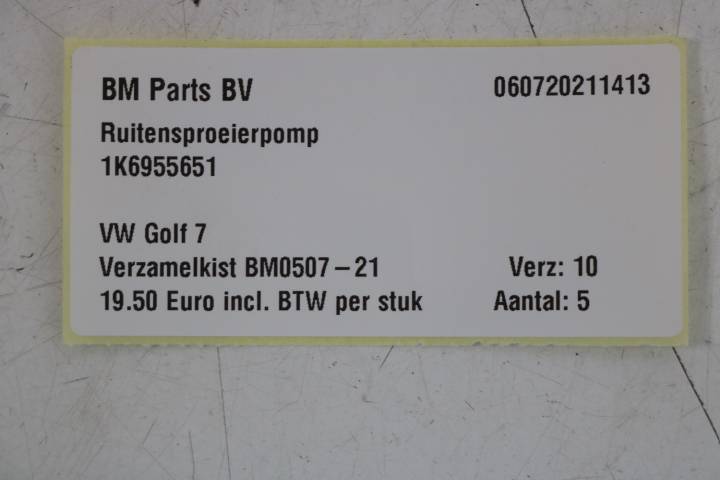 BM Parts BV 060720211413
Ruitensproeierpomp
1K6955651
VW Golf 7
Verzamelkist BM0507-21 Verz: 10
19.50 Euro incl. BTW per stuk Aantal: 5